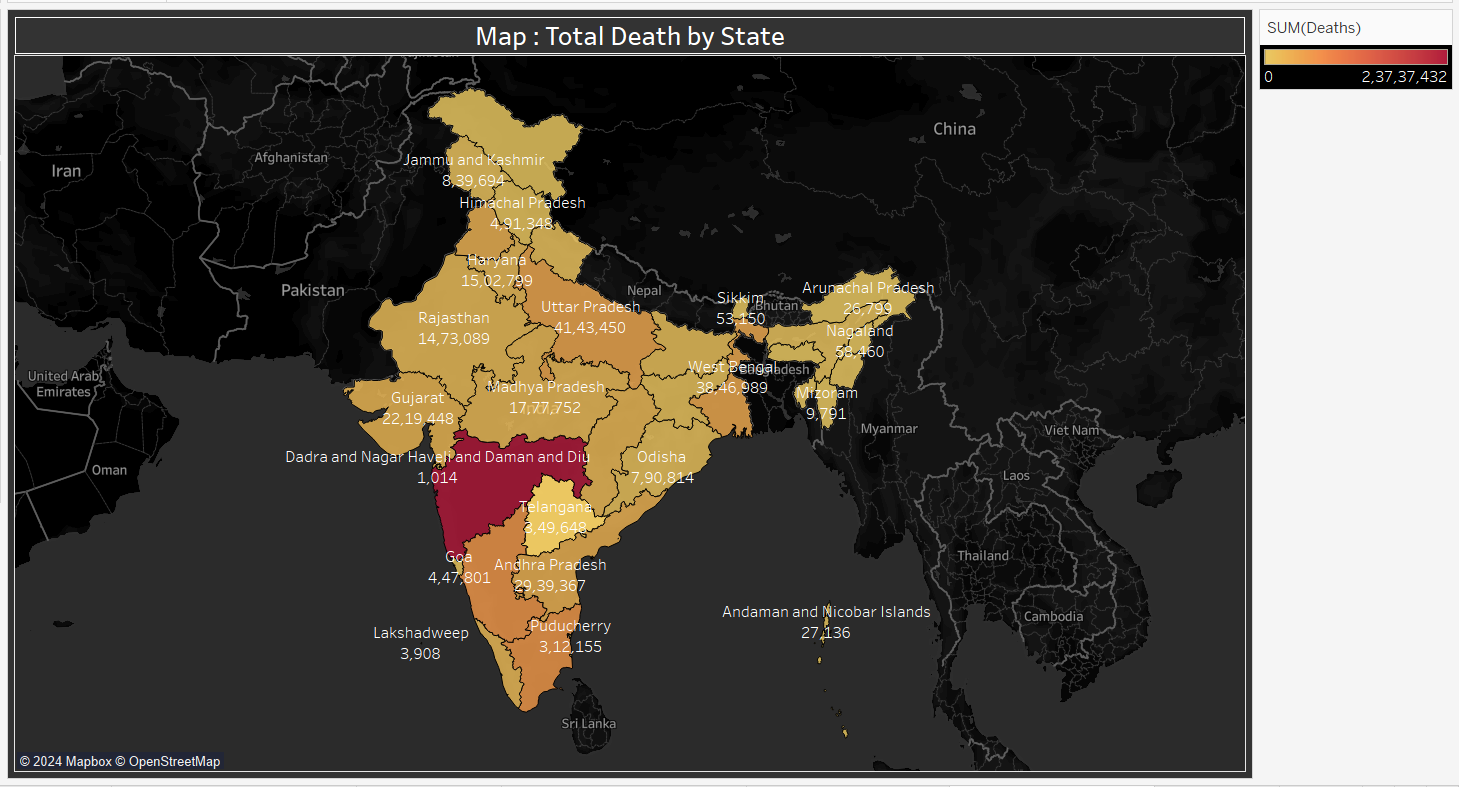 Map : Total Death by State
SUM(Deaths)
0
2,37,37,432
China
Afghanistan
Iran
Jammu and Kashmir
8,39,694
Himachal Pradesh
4,91,348
Haryana
15,02,799
Pakistan
Nepal
Uttar Pradesh
41,43,450
Sikkim
53,150
Bhutan
Arunachal Pradesh
26,799
Rajasthan
14,73,089
Nagaland
58,460
United Arab
Emirates
West Bengal
38,46,989
Bangladesh
Madhya Pradesh
17,77,752
Gujarat
22,19,448
Mizoram
9,791
Myanmar
Viet Nam
Dadra and Nagar Haveli and Daman and Diu
1,014
Odisha
7,90,814
Oman
Laos
Telangana
3,49,648
Goa
4,47,801
Andhra Pradesh
29,39,367
Thailand
Andaman and Nicobar Islands
27,136
Cambodia
Lakshadweep
3,908
Puducherry
3,12,155
Sri Lanka
© 2024 Mapbox © OpenStreetMap